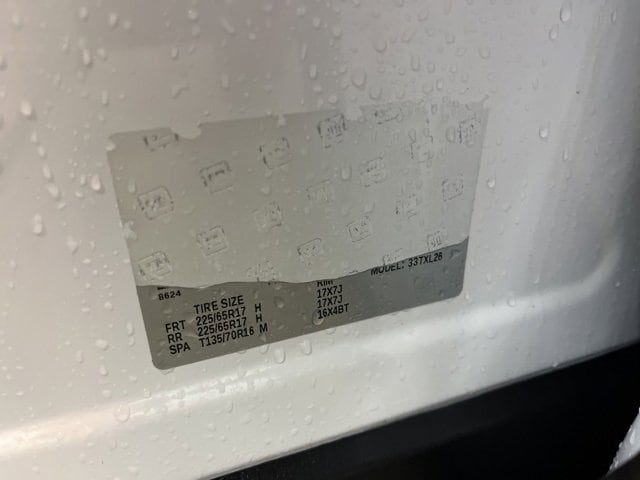 8624
MODEL: 33TXL26
TIRE SIZE RIM
FRT 225/65R17 H 17X7J
RR 225/65R17 H 17X7J
SPA T135/70R16 M 16X4BT